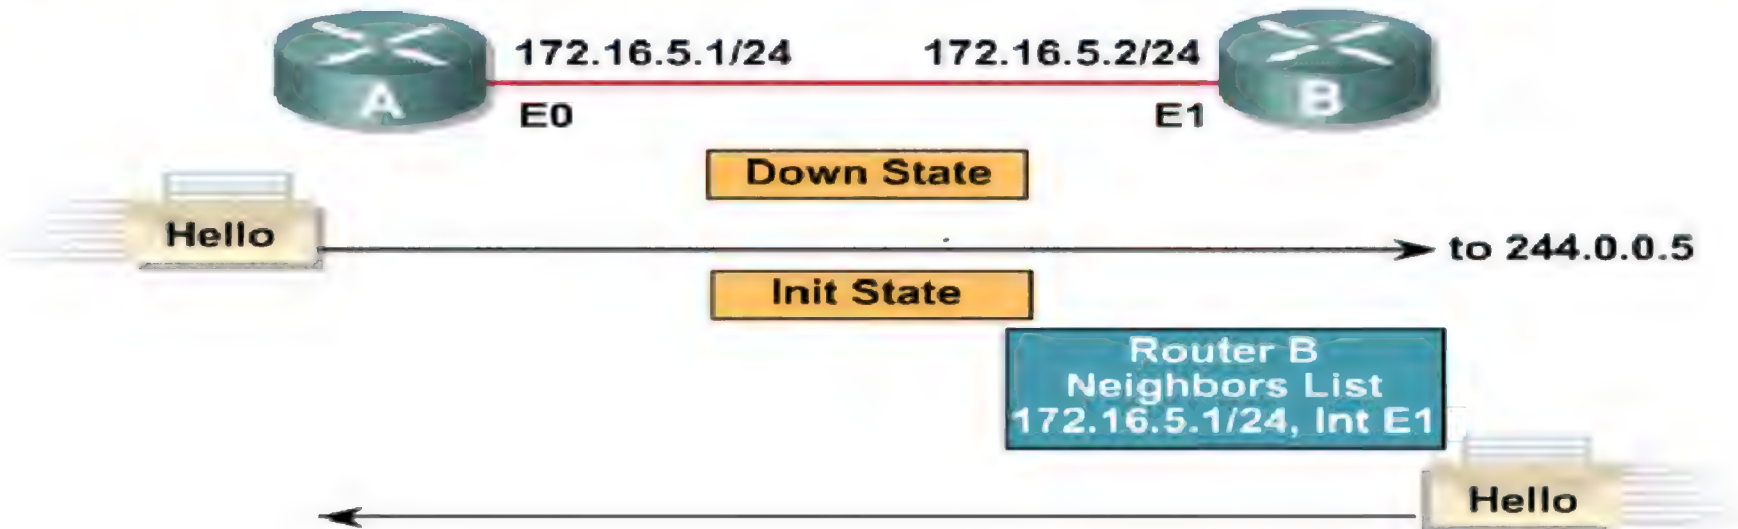 172.16.5.1/24 172.16.5.2/24
A B
E0 E1
Down State
Hello
to 244.0.0.5
Init State
Router B
Neighbors List
172.16.5.1/24, Int E1
Hello